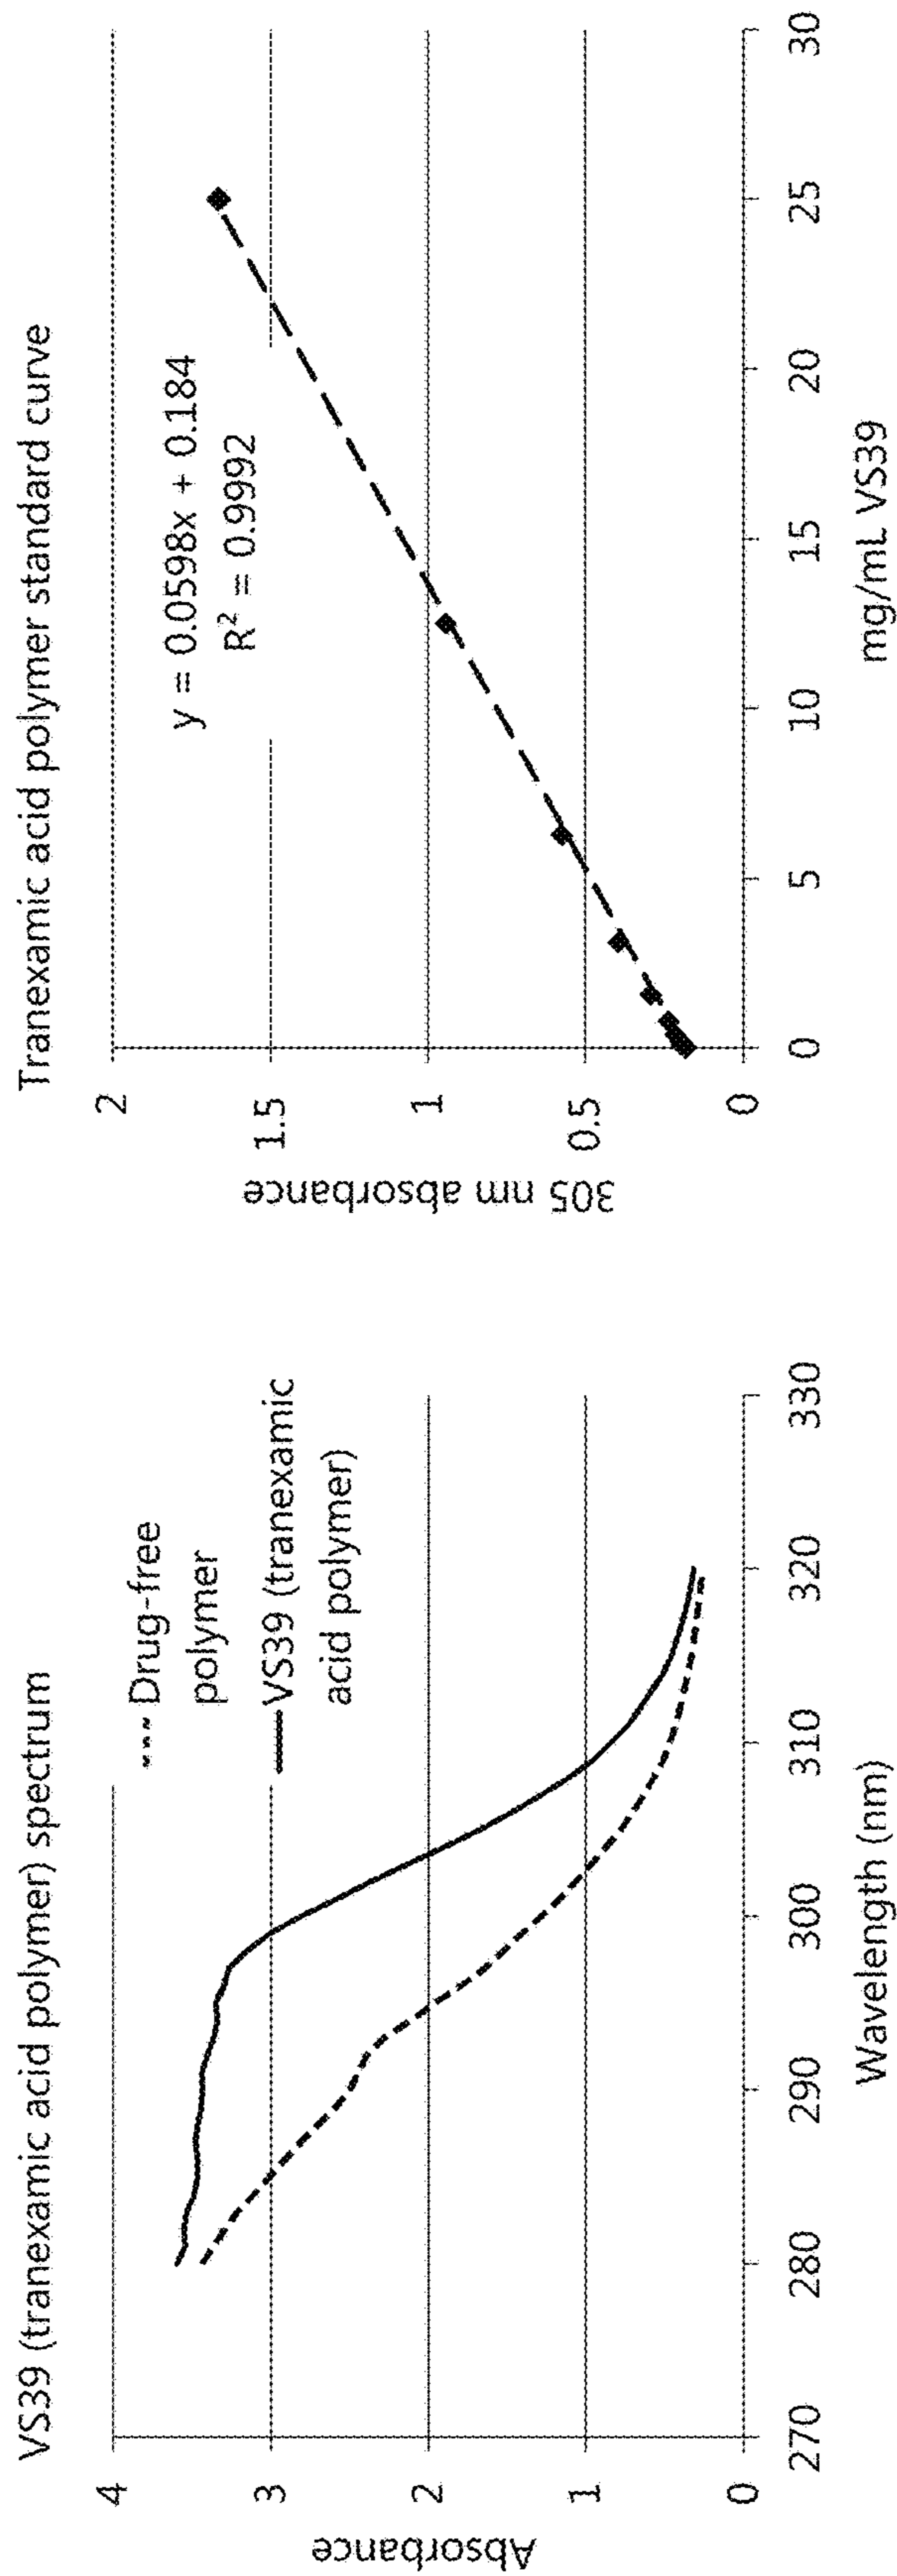 VS39 (tranexamic acid polymer) spectrum
4
3
2
1
0
Absorbance
270
280
290
300
310
320
330
Wavelength (nm)
Drug-free
polymer
VS39 (tranexamic
acid polymer)
Tranexamic acid polymer standard curve
2
1.5
1
0.5
0
305 nm absorbance
0
5
10
15
20
25
30
mg/mL VS39
y = 0.0598x + 0.184
R² = 0.9992